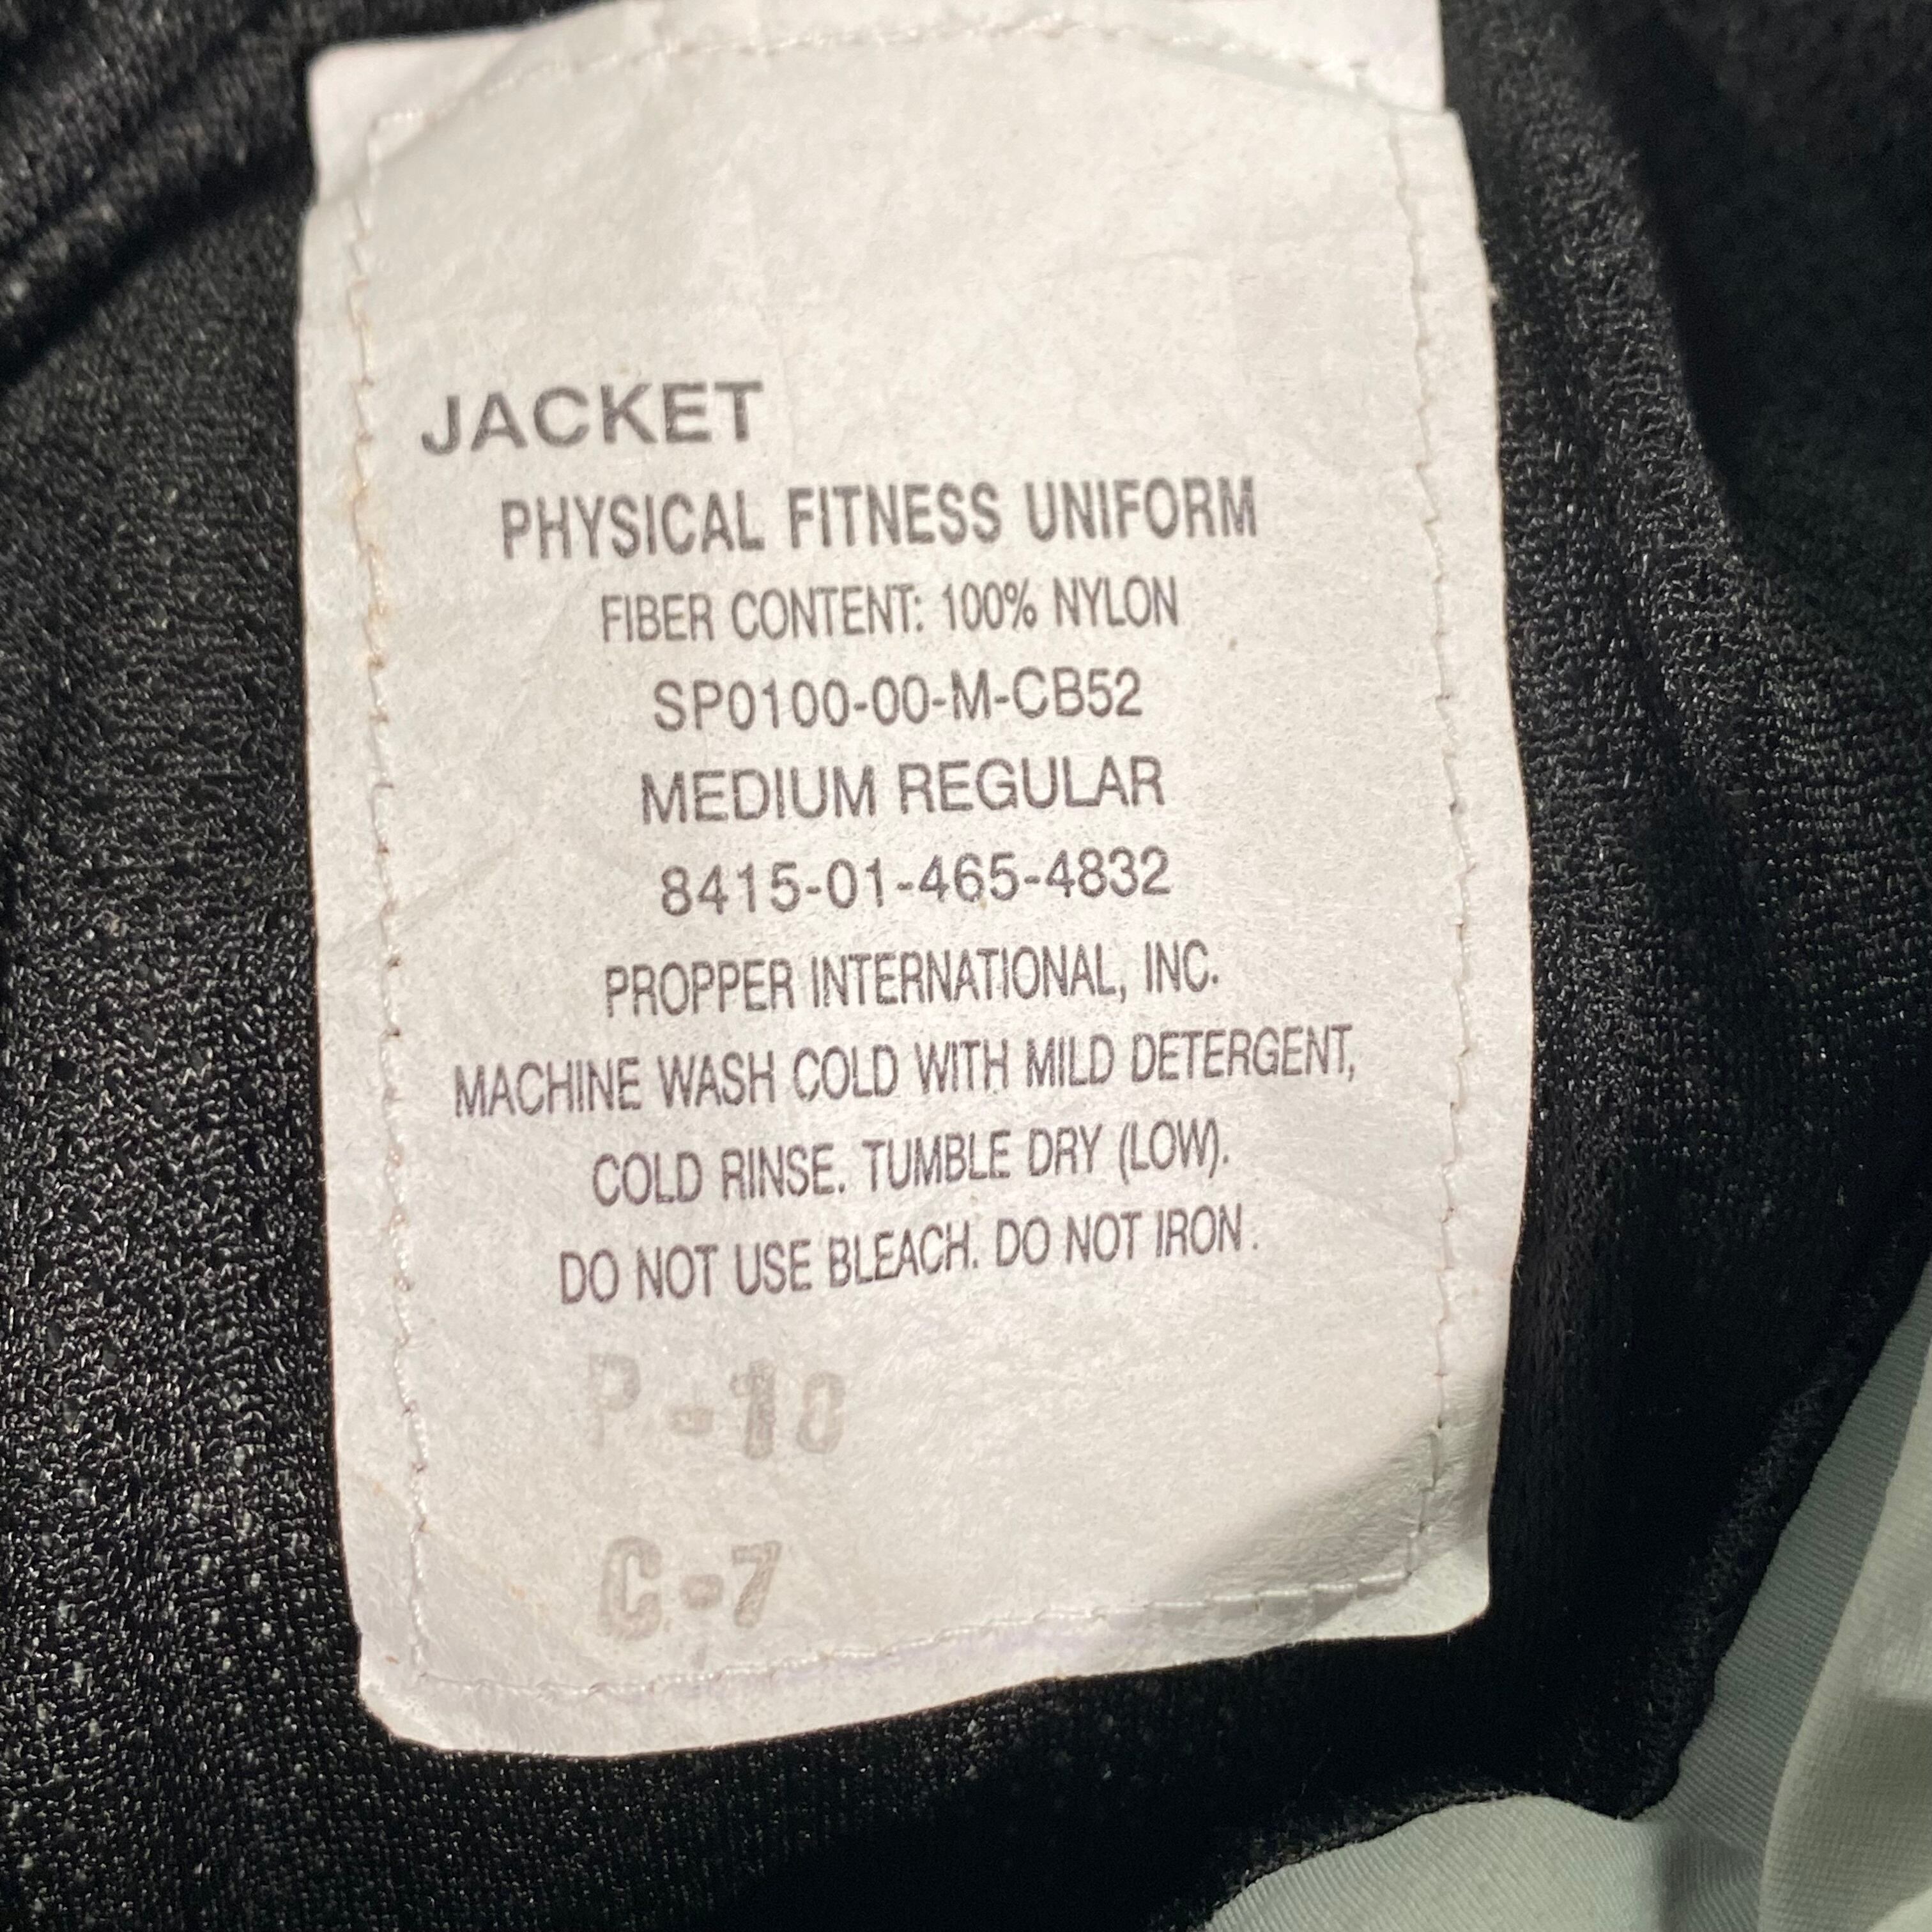 JACKET
PHYSICAL FITNESS UNIFORM
FIBER CONTENT: 100% NYLON
SP0100-00-M-CB52
MEDIUM REGULAR
8415-01-465-4832
PROPPER INTERNATIONAL, INC.
MACHINE WASH COLD WITH MILD DETERGENT,
COLD RINSE. TUMBLE DRY (LOW).
DO NOT USE BLEACH. DO NOT IRON.
P-10
C-7